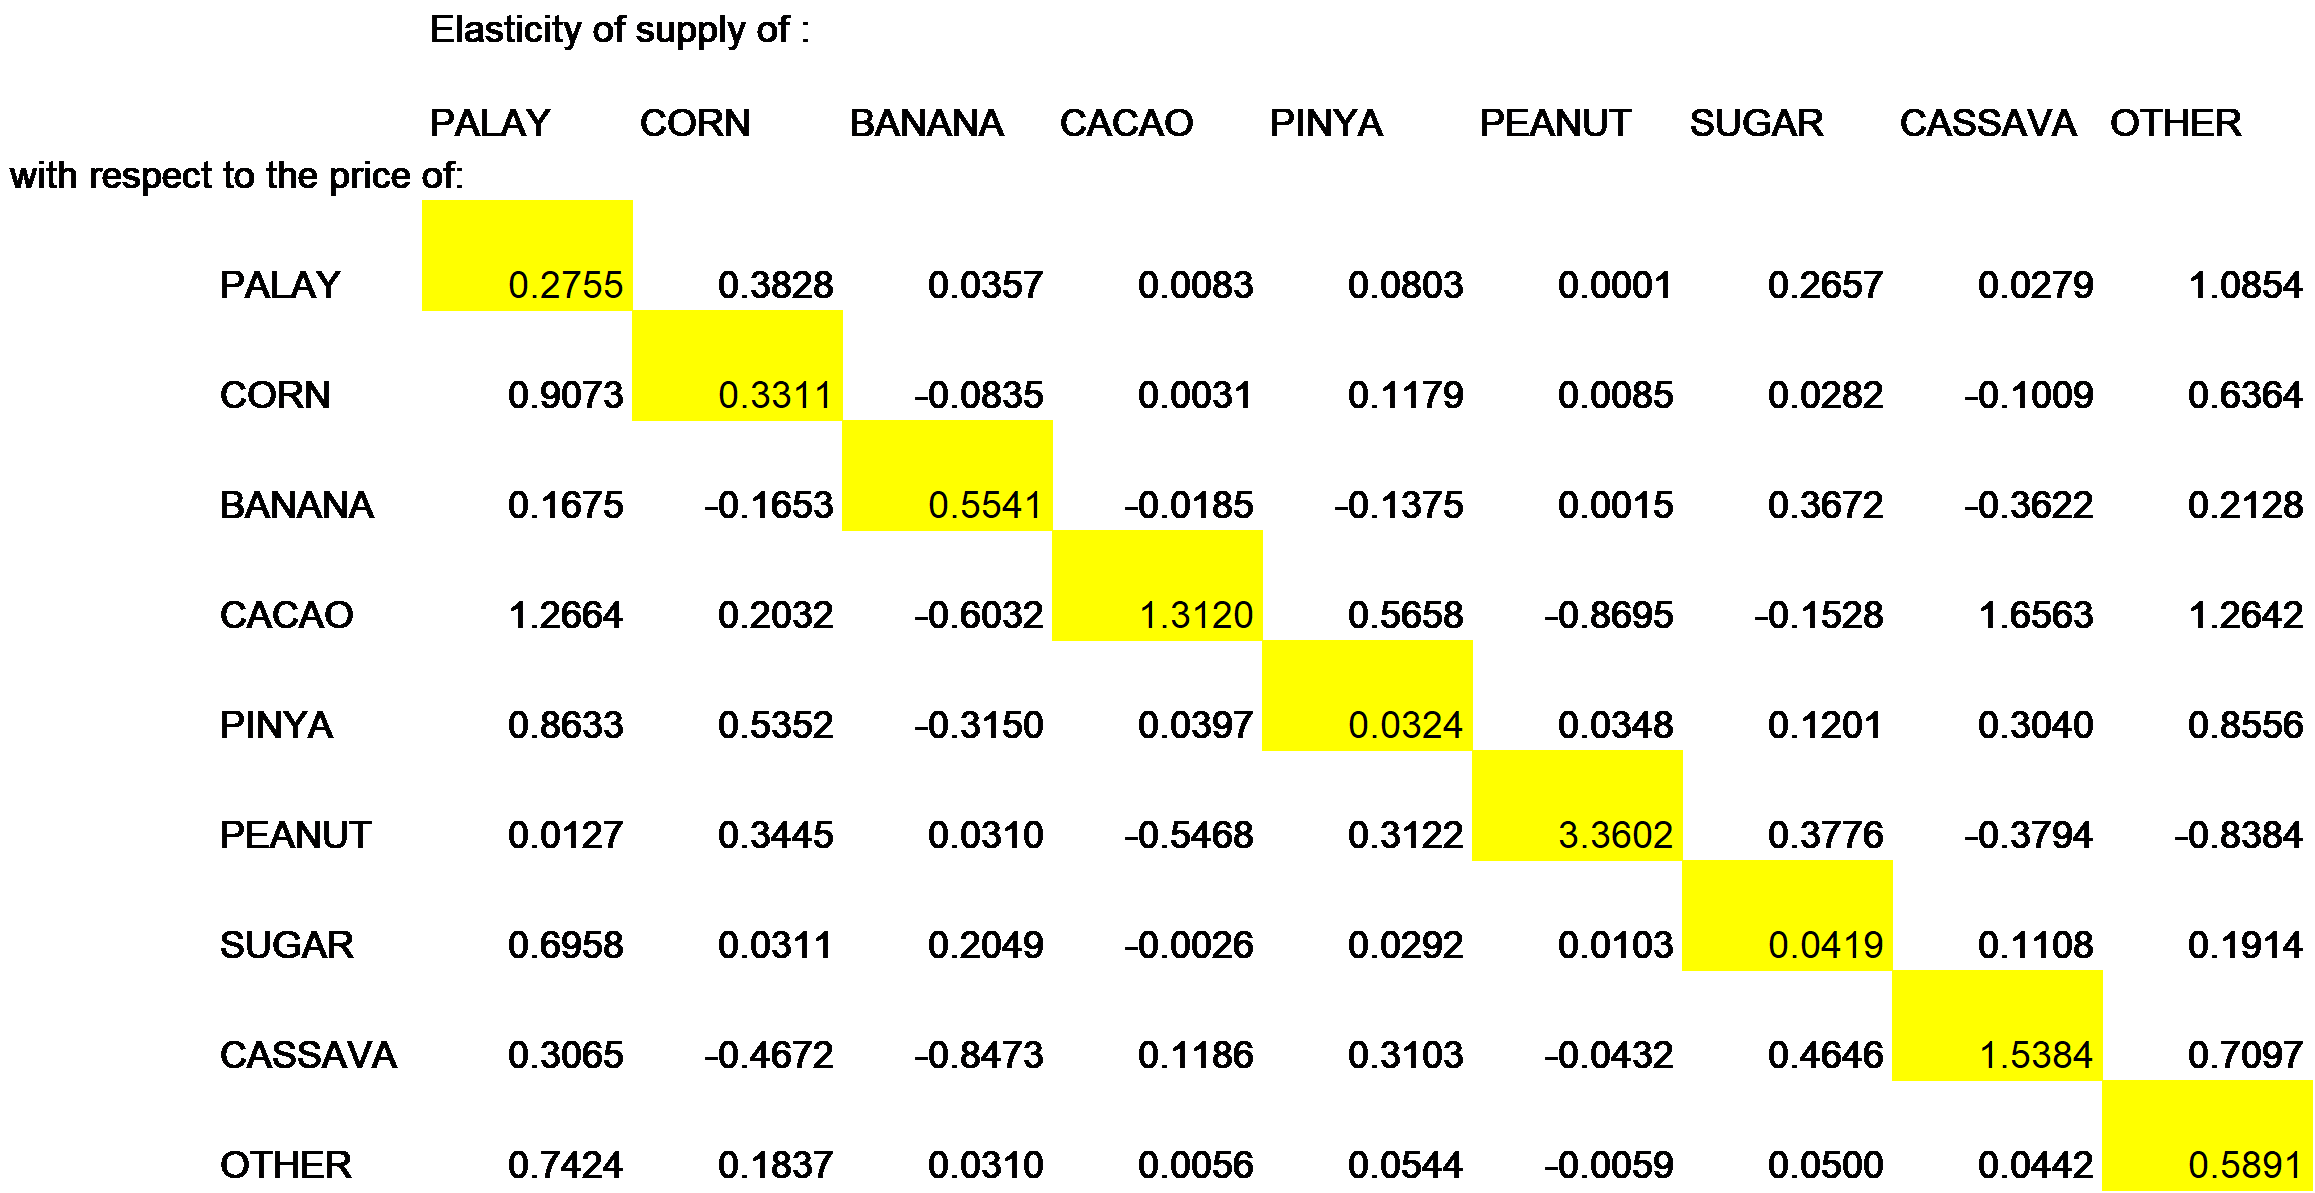 Elasticity of supply of :
PALAY CORN BANANA CACAO PINYA PEANUT SUGAR CASSAVA OTHER
with respect to the price of:
PALAY 0.2755 0.3828 0.0357 0.0083 0.0803 0.0001 0.2657 0.0279 1.0854
CORN 0.9073 0.3311 -0.0835 0.0031 0.1179 0.0085 0.0282 -0.1009 0.6364
BANANA 0.1675 -0.1653 0.5541 -0.0185 -0.1375 0.0015 0.3672 -0.3622 0.2128
CACAO 1.2664 0.2032 -0.6032 1.3120 0.5658 -0.8695 -0.1528 1.6563 1.2642
PINYA 0.8633 0.5352 -0.3150 0.0397 0.0324 0.0348 0.1201 0.3040 0.8556
PEANUT 0.0127 0.3445 0.0310 -0.5468 0.3122 3.3602 0.3776 -0.3794 -0.8384
SUGAR 0.6958 0.0311 0.2049 -0.0026 0.0292 0.0103 0.0419 0.1108 0.1914
CASSAVA 0.3065 -0.4672 -0.8473 0.1186 0.3103 -0.0432 0.4646 1.5384 0.7097
OTHER 0.7424 0.1837 0.0310 0.0056 0.0544 -0.0059 0.0500 0.0442 0.5891